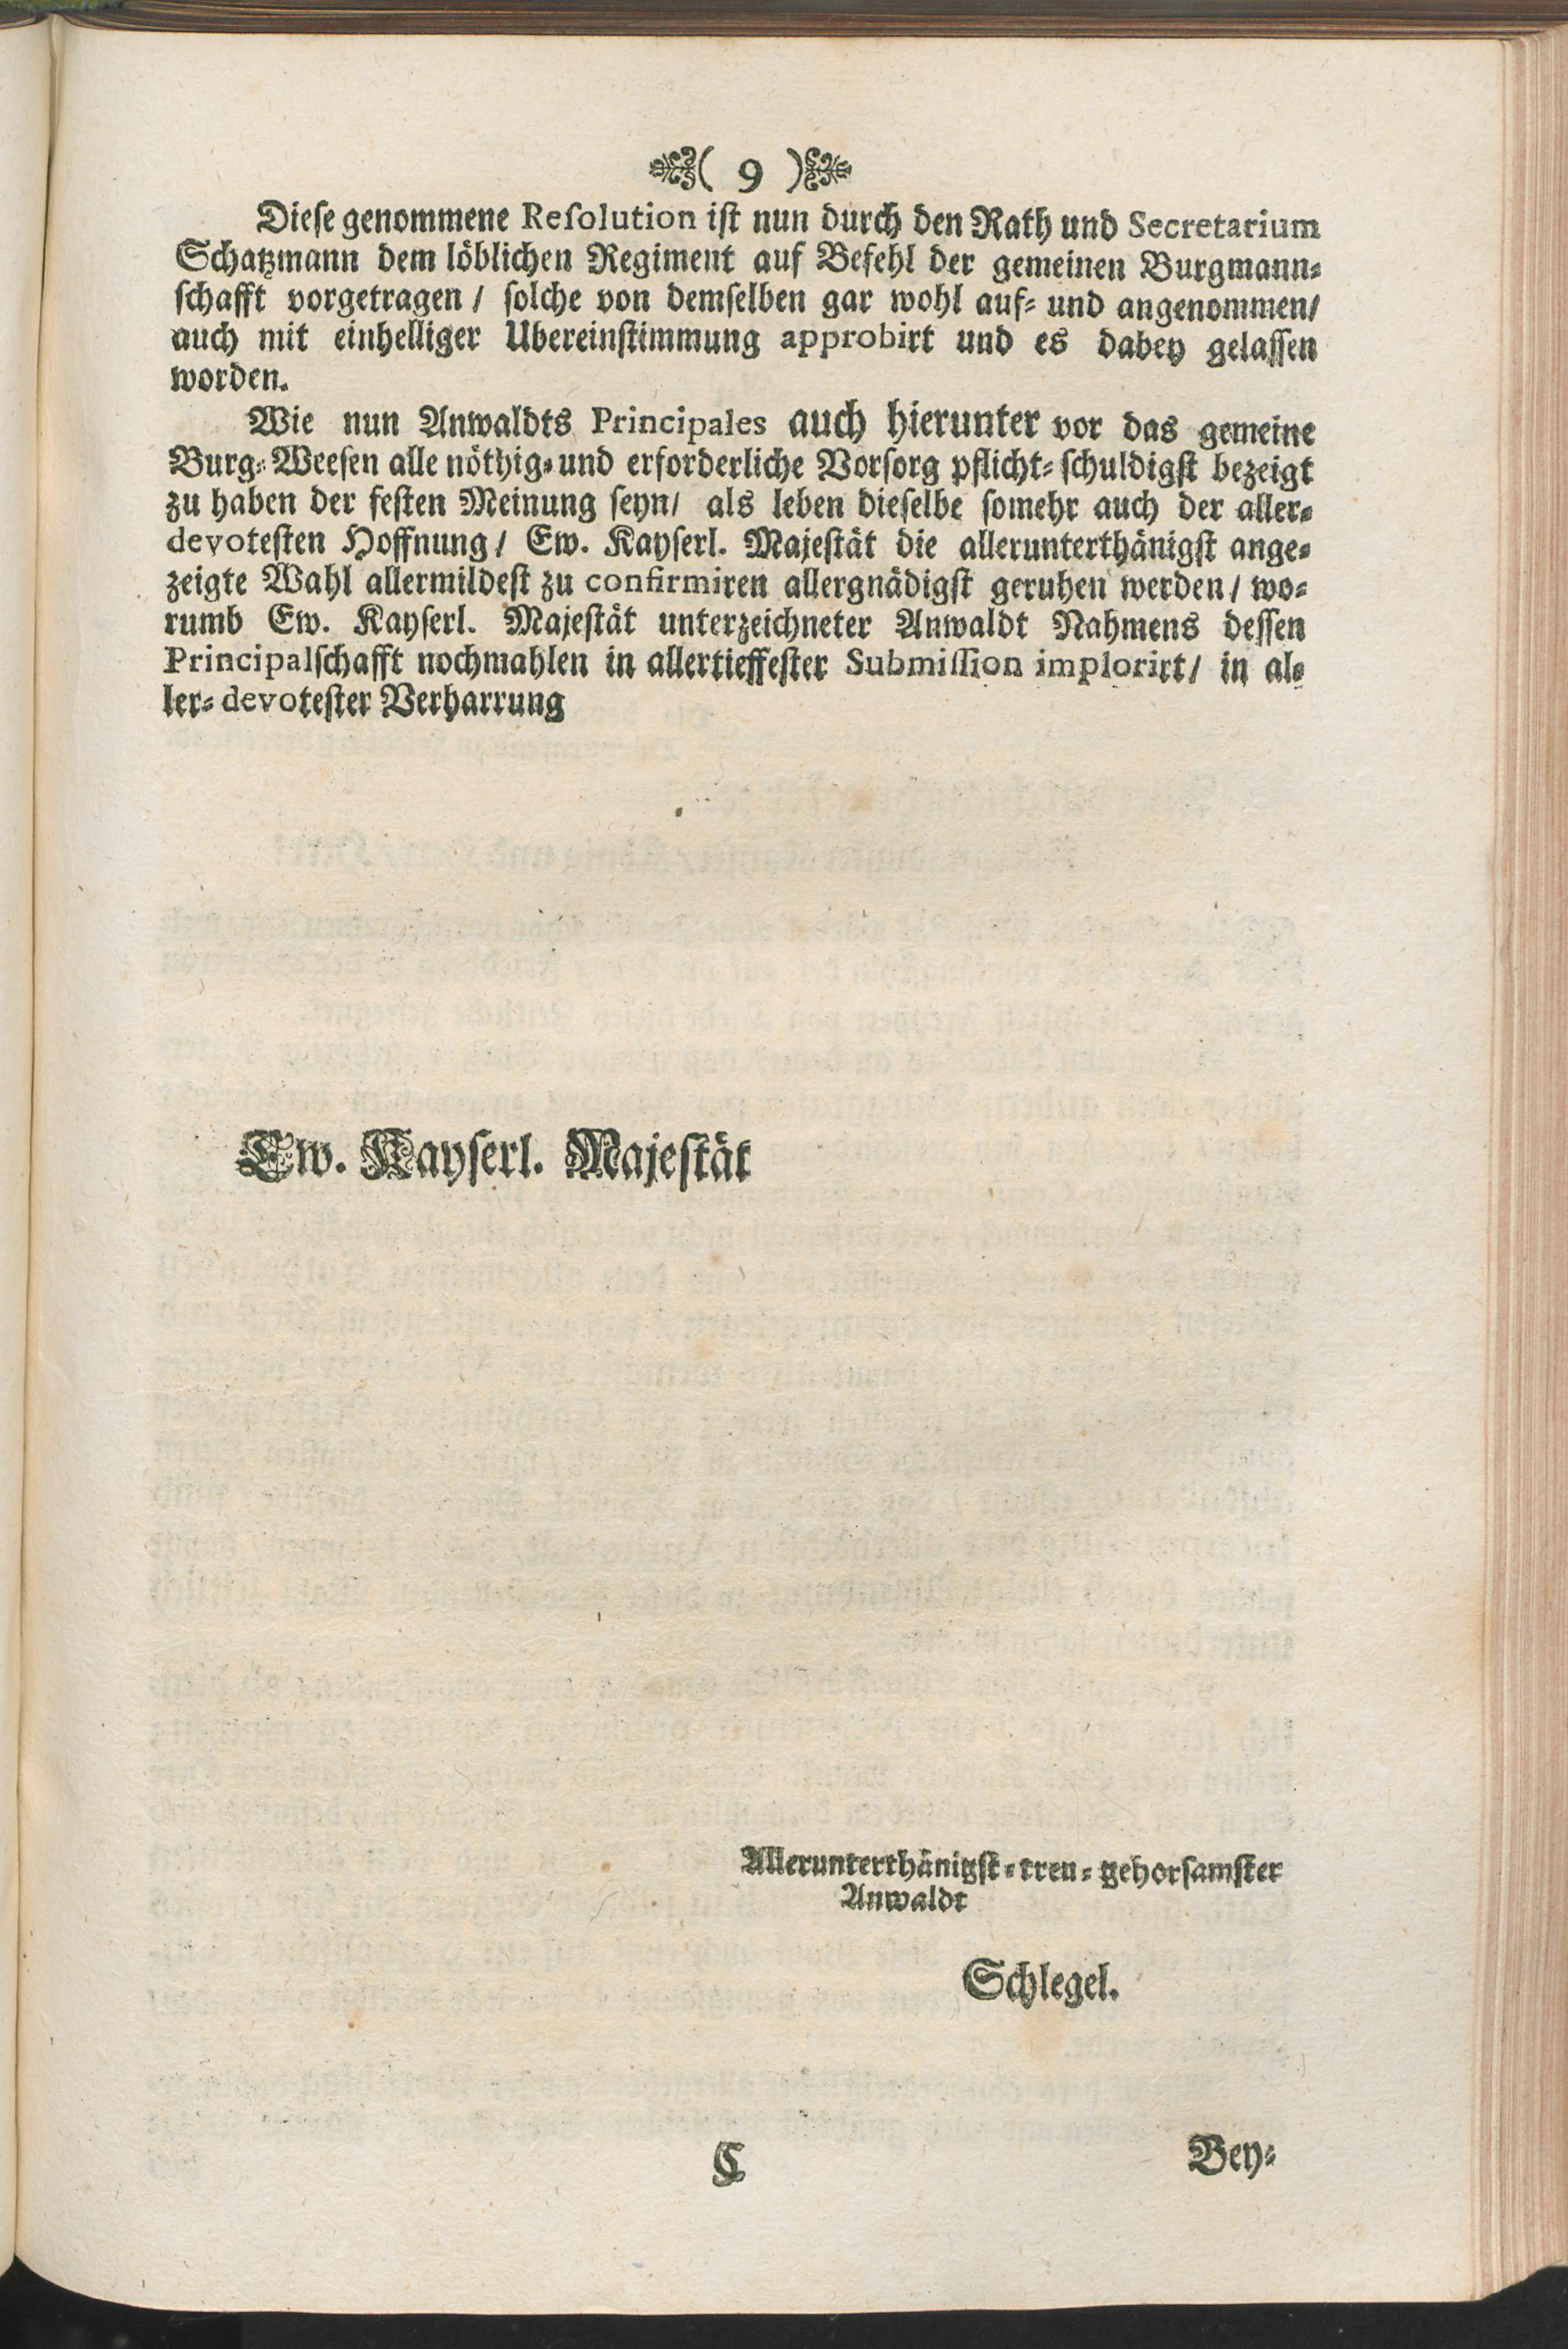 ( 9 )
Diese genommene Resolution ist nun durch den Rath und Secretarium
Schatzmann dem löblichen Regiment auf Befehl der gemeinen Burgmann-
schafft vorgetragen / solche von demselben gar wohl auf- und angenommen/
auch mit einhelliger Ubereinstimmung approbirt und es dabey gelassen
worden.
Wie nun Anwaldts Principales auch hierunter vor das gemeine
Burg-Weesen alle nöthig- und erforderliche Vorsorg pflicht-schuldigst bezeigt
zu haben der festen Meinung seyn/ als leben dieselbe somehr auch der aller-
devotesten Hoffnung / Ew. Kayserl. Majestät die allerunterthänigst ange-
zeigte Wahl allermildest zu confirmiren allergnädigst geruhen werden / wo-
rumb Ew. Kayserl. Majestät unterzeichneter Anwaldt Nahmens dessen
Principalschafft nochmahlen in allertieffester Submission implorirt/ in al-
ler-devotester Verharrung
Ew. Kayserl. Majestät
Allerunterthänigst-treu-gehorsamster
Anwaldt
Schlegel.
C
Bey-